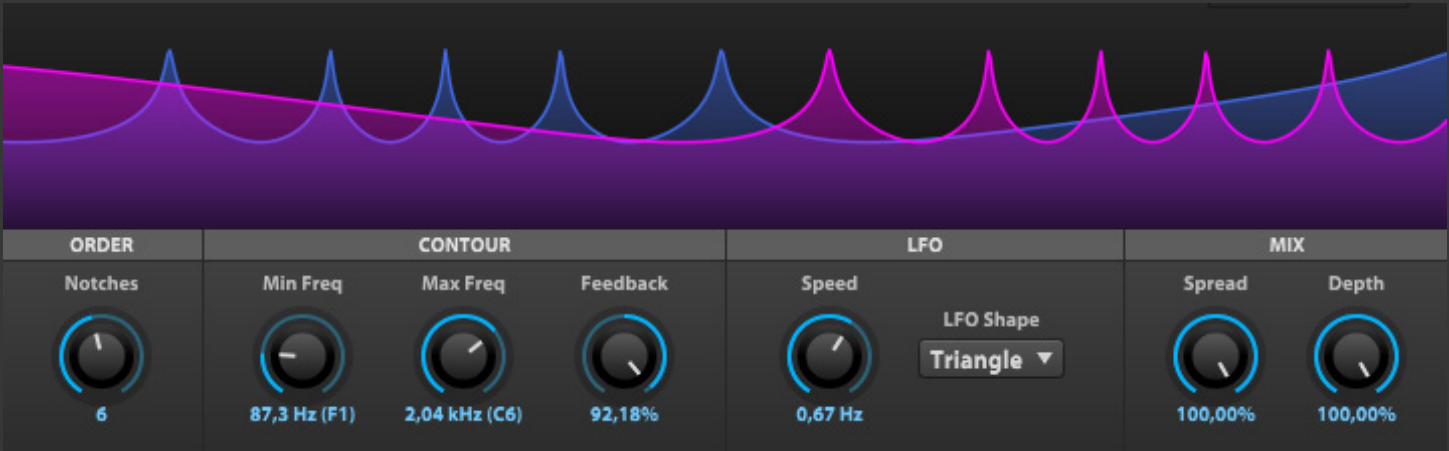 ORDER CONTOUR LFO MIX
Notches Min Freq Max Freq Feedback Speed Spread Depth
LFO Shape
Triangle
6 87,3 Hz (F1) 2,04 kHz (C6) 92,18% 0,67 Hz 100,00% 100,00%